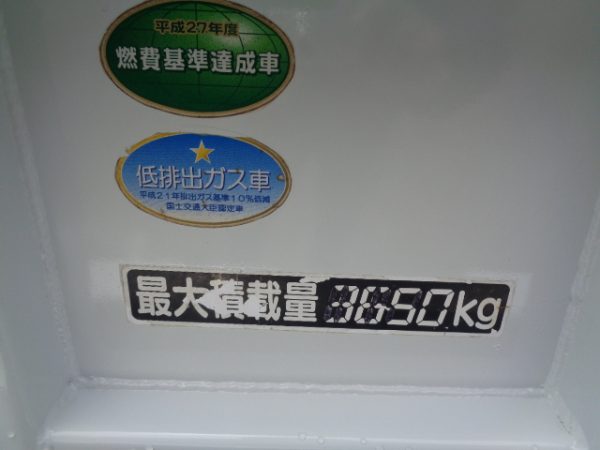 平成27年度
燃費基準達成車
低排出ガス車
平成21年排出ガス基準10%低減
国土交通大臣認定車
最大積載量 3650kg